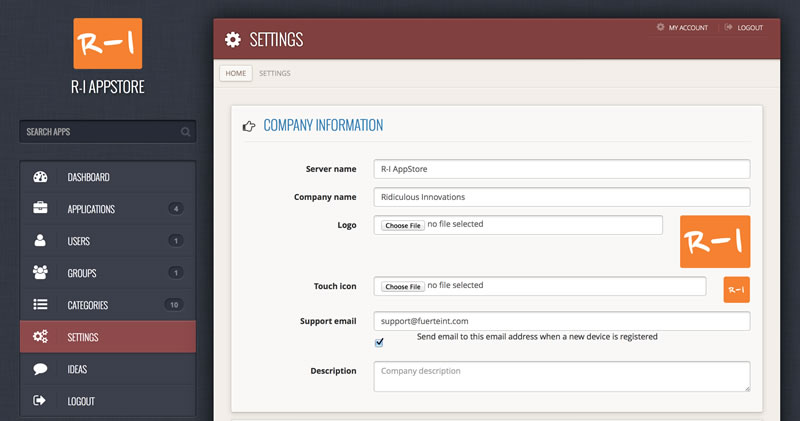 R-I
R-I APPSTORE
SEARCH APPS
DASHBOARD
APPLICATIONS 4
USERS 1
GROUPS 1
CATEGORIES 10
SETTINGS
IDEAS
LOGOUT
SETTINGS
MY ACCOUNT LOGOUT
HOME SETTINGS
COMPANY INFORMATION
Server name R-I AppStore
Company name Ridiculous Innovations
Logo Choose File no file selected
R-I
Touch icon Choose File no file selected
R-I
Support email support@fuerteint.com
Send email to this email address when a new device is registered
Description Company description